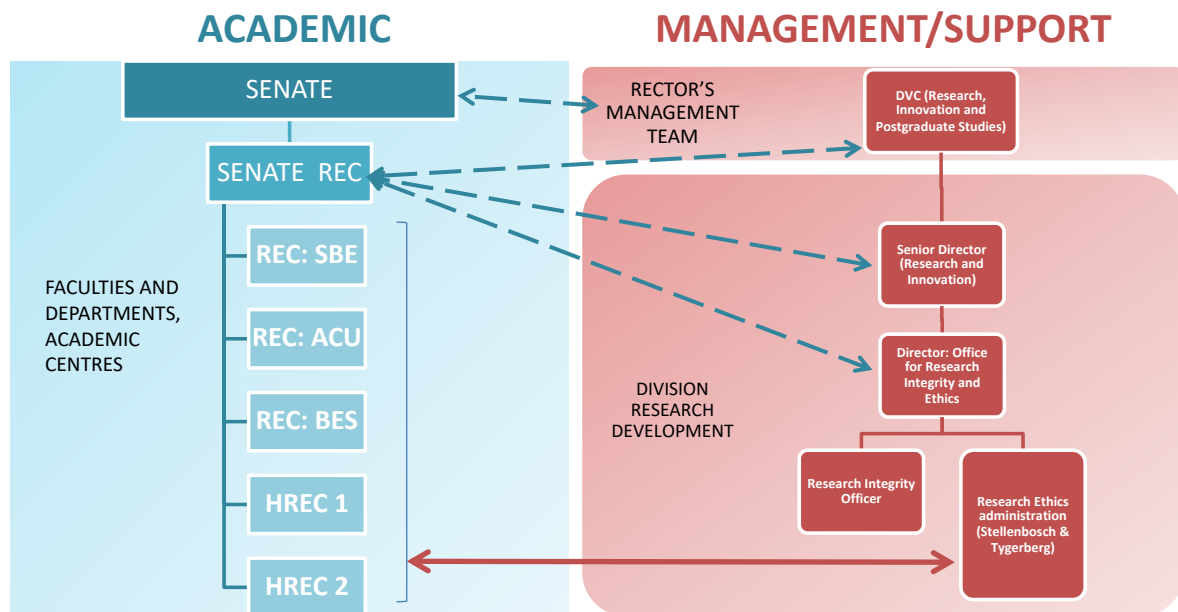 ACADEMIC
MANAGEMENT/SUPPORT
SENATE
SENATE REC
REC: SBE
REC: ACU
REC: BES
HREC 1
HREC 2
FACULTIES AND
DEPARTMENTS,
ACADEMIC
CENTRES
RECTOR’S
MANAGEMENT
TEAM
DVC (Research,
Innovation and
Postgraduate Studies)
Senior Director
(Research and
Innovation)
Director: Office
for Research
Integrity and
Ethics
DIVISION
RESEARCH
DEVELOPMENT
Research Integrity
Officer
Research Ethics
administration
(Stellenbosch &
Tygerberg)